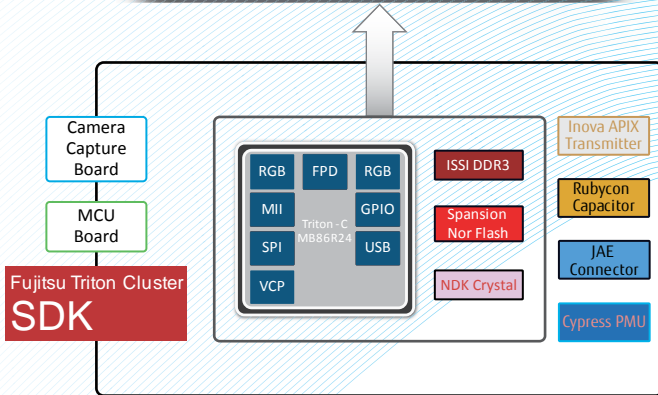 Camera
Capture
Board
MCU
Board
Fujitsu Triton Cluster
SDK
RGB
FPD
RGB
MII
GPIO
Triton-C
MB86R24
SPI
USB
VCP
ISSI DDR3
Spansion
Nor Flash
NDK Crystal
Inova APIX
Transmitter
Rubycon
Capacitor
JAE
Connector
Cypress PMU